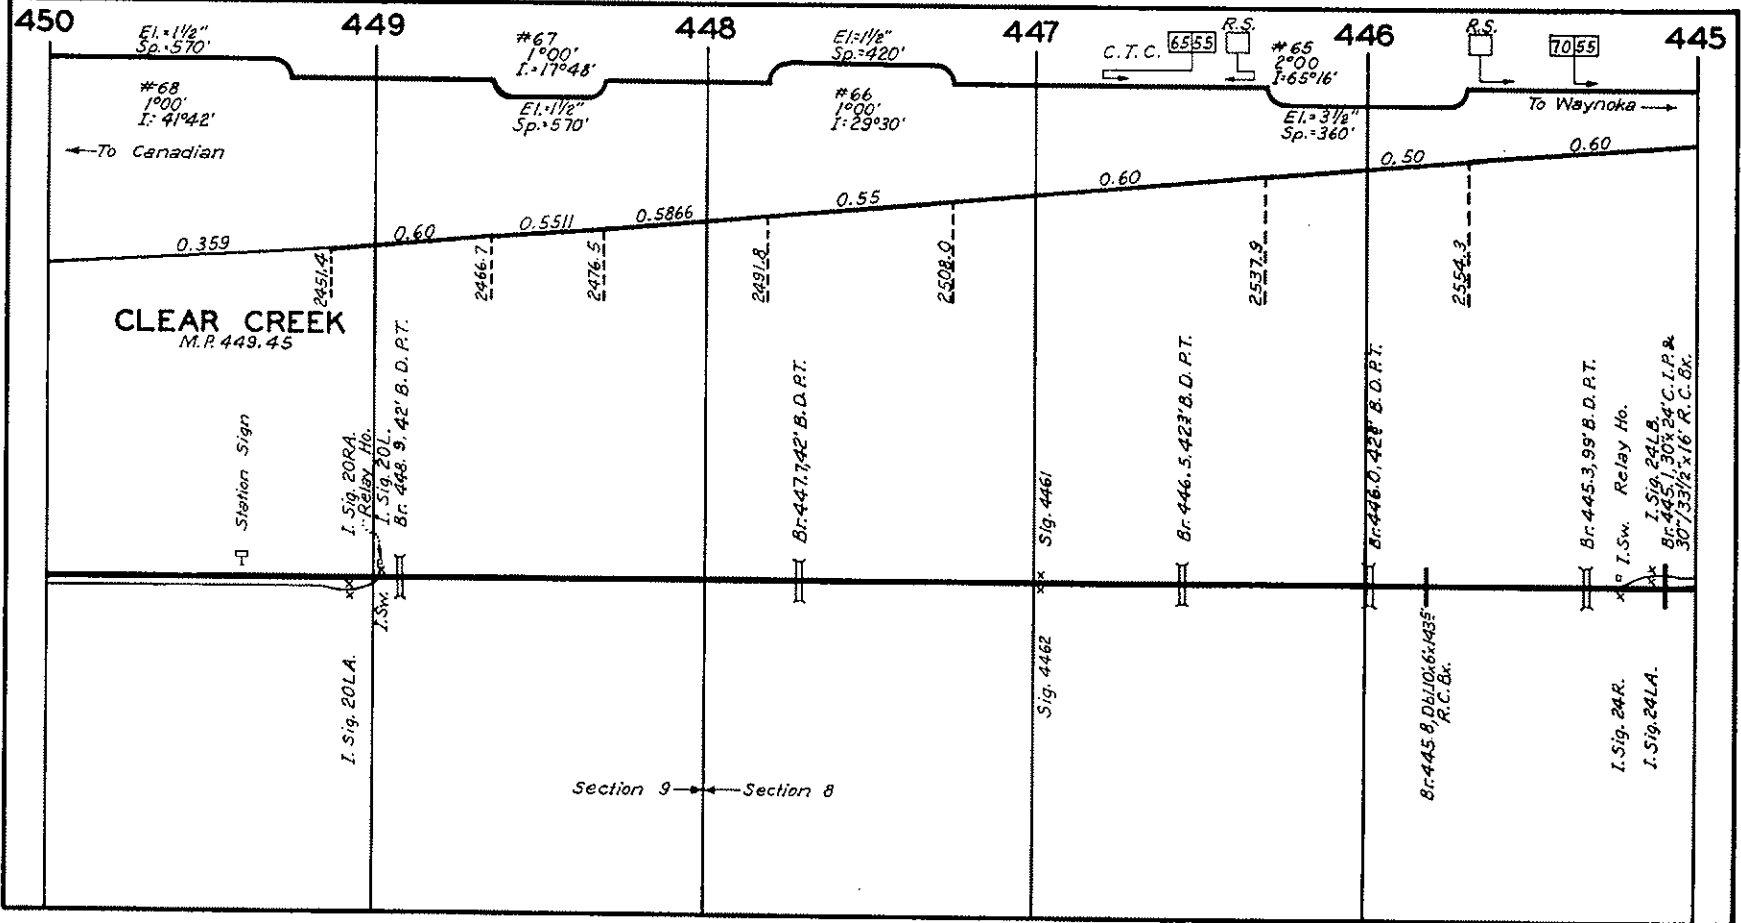 450
449
448
447
446
445
El.=1½"
Sp.=570'
#68
1°00'
I: 41°42'
←To Canadian
#67
1°00'
I.=17°48'
El.=1½"
Sp.=570'
El.=1½"
Sp.=420'
#66
1°00'
I=29°30'
C.T.C.
65 55
R.S.
#65
2°00
I=65°16'
El.=3½"
Sp.=360'
R.S.
70 55
To Waynoka→
0.359
0.60
0.5511
0.5866
0.55
0.60
0.50
0.60
2451.4
2466.7
2476.5
2491.8
2508.0
2537.9
2554.3
CLEAR CREEK
M.P. 449.45
Station Sign
I. Sig. 20RA.
Relay Ho.
I. Sig. 20L.
Br. 448.9, 42' B.D.P.T.
I.Sw.
I. Sig. 20LA.
Br. 447.7, 42' B.D.P.T.
Sig. 4461
Sig. 4462
Br. 446.5, B.D.P.T.
Br. 446.0, B.D.P.T.
Br. 445.8, Dbl. 10'x6'
R.C. Bx.
Br. 445.3, 99' B.D.P.T.
I.Sw. Relay Ho.
I. Sig. 24LB.
Br. 445.1, 30"x24' C.I.P. &
30"/33½"x16' R.C. Bx.
I. Sig. 24R.
I. Sig. 24LA.
Section 9→←Section 8